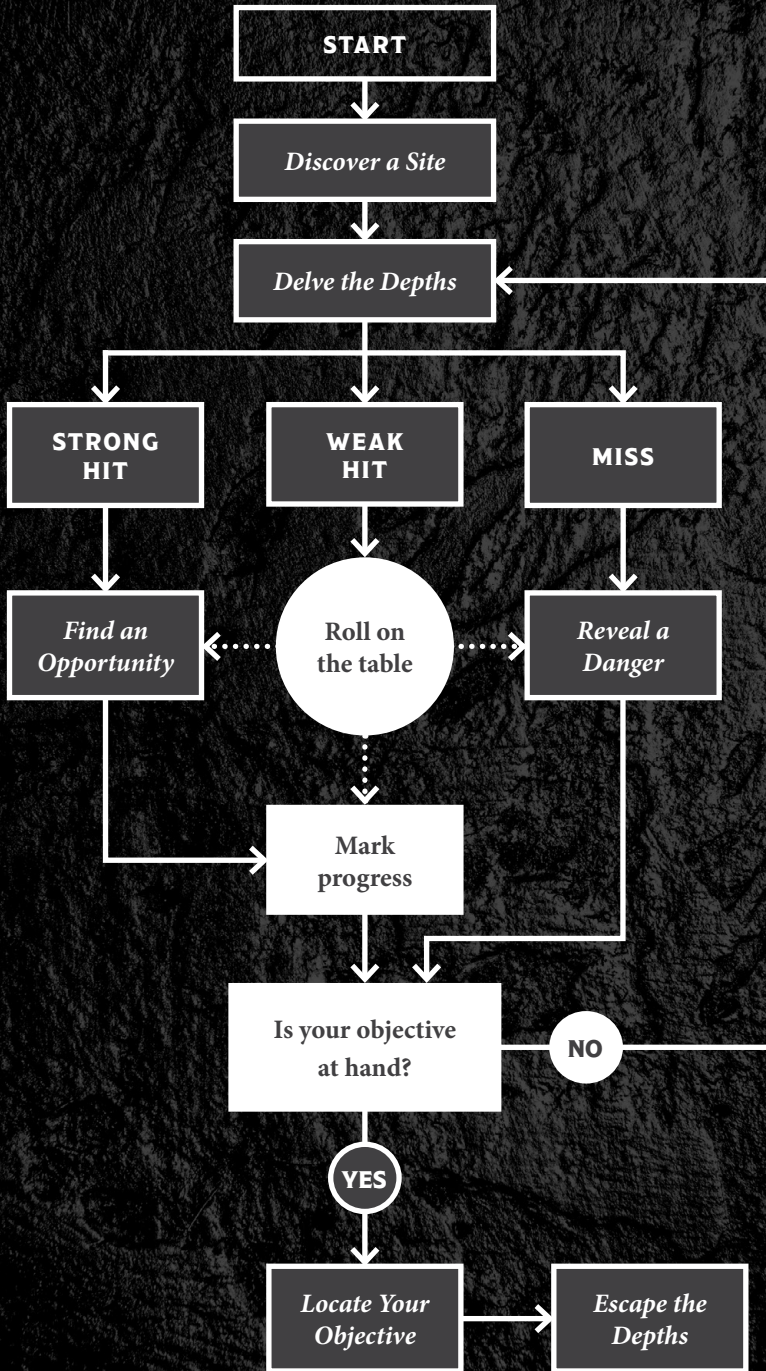 START
Discover a Site
Delve the Depths
STRONG
HIT
WEAK
HIT
MISS
Find an
Opportunity
Roll on
the table
Reveal a
Danger
Mark
progress
Is your objective
at hand?
NO
YES
Locate Your
Objective
Escape the
Depths